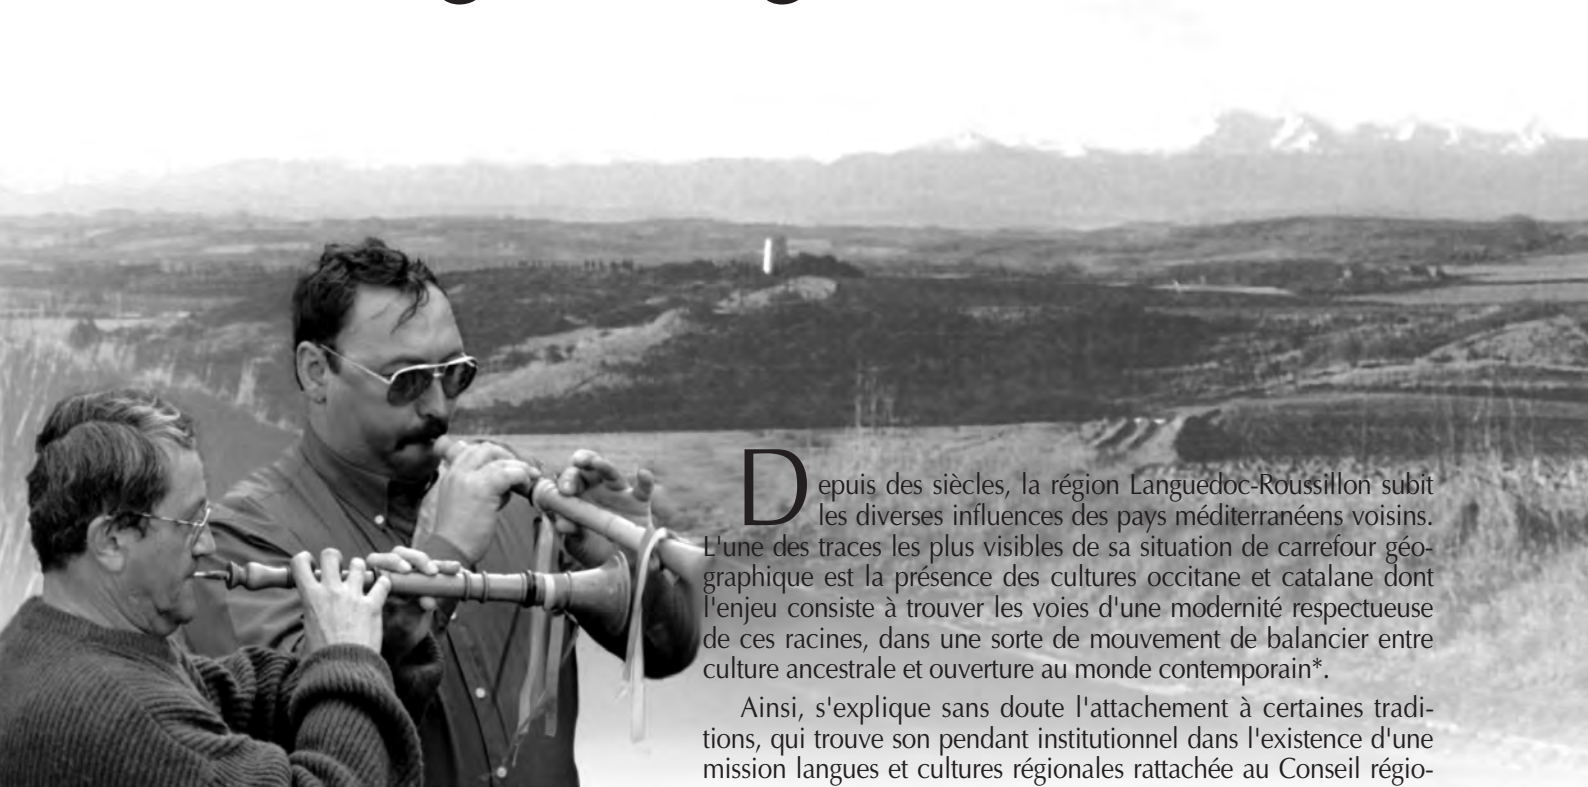 Depuis des siècles, la région Languedoc-Roussillon subit
les diverses influences des pays méditerranéens voisins.
L'une des traces les plus visibles de sa situation de carrefour géo-
graphique est la présence des cultures occitane et catalane dont
l'enjeu consiste à trouver les voies d'une modernité respectueuse
de ces racines, dans une sorte de mouvement de balancier entre
culture ancestrale et ouverture au monde contemporain*.
Ainsi, s'explique sans doute l'attachement à certaines tradi-
tions, qui trouve son pendant institutionnel dans l'existence d'une
mission langues et cultures régionales rattachée au Conseil régio-